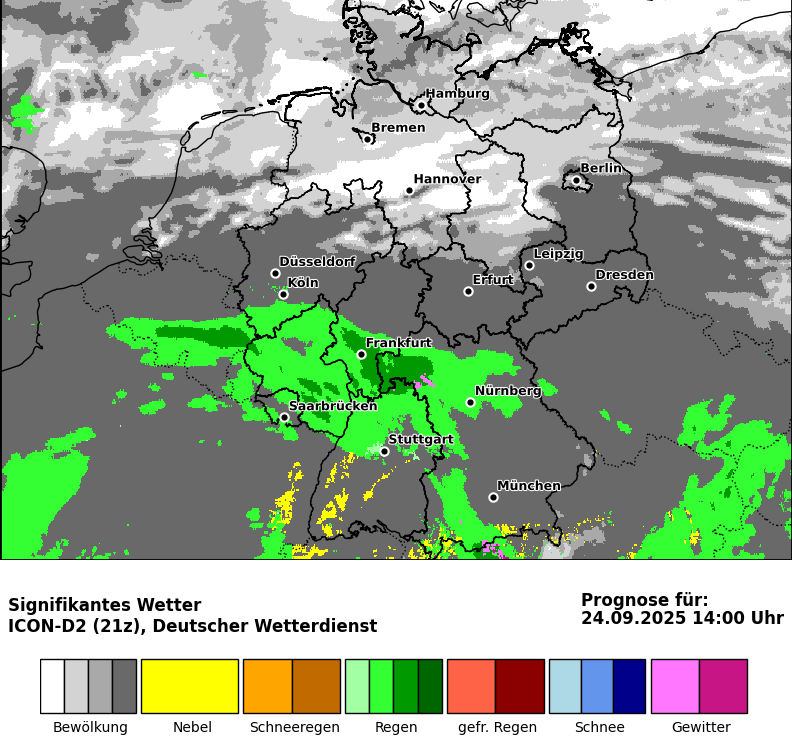 Hamburg
Bremen
Berlin
Hannover
Leipzig
Düsseldorf
Köln
Erfurt
Dresden
Frankfurt
Nürnberg
Saarbrücken
Stuttgart
München
Signifikantes Wetter
ICON-D2 (21z), Deutscher Wetterdienst
Prognose für:
24.09.2025 14:00 Uhr
Bewölkung Nebel Schneeregen Regen gefr. Regen Schnee Gewitter